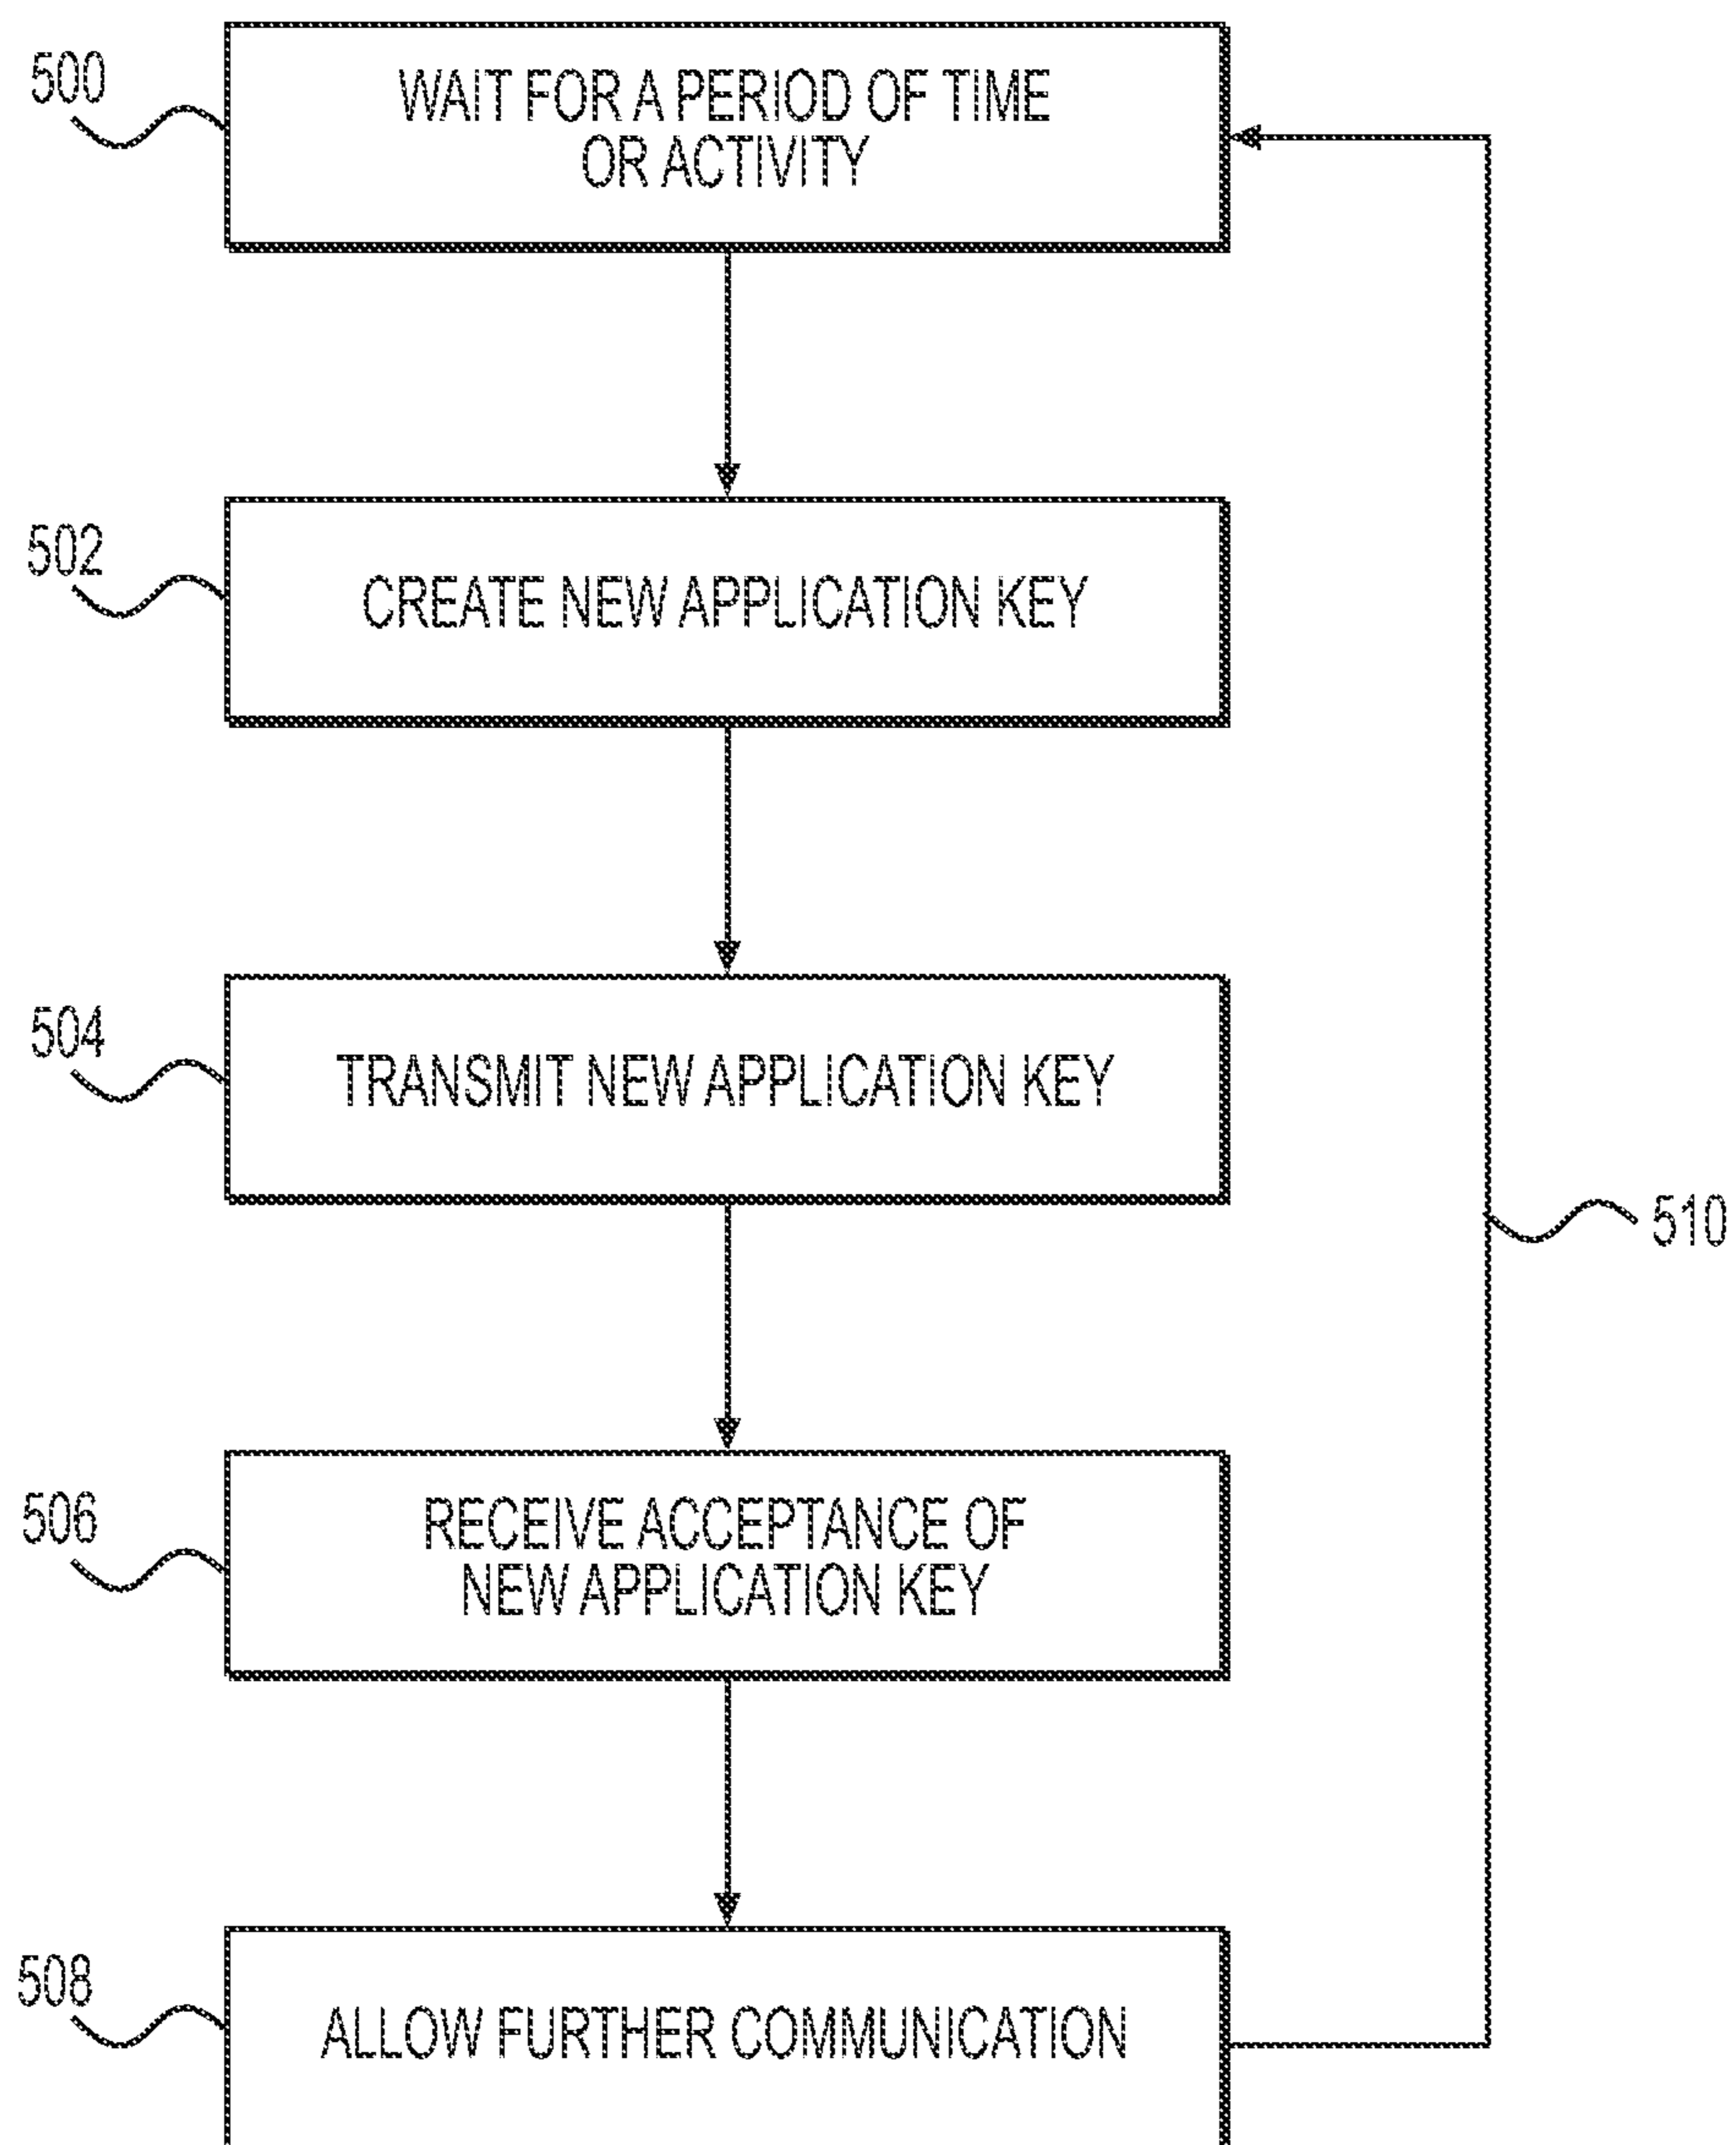 500
WAIT FOR A PERIOD OF TIME
OR ACTIVITY
502
CREATE NEW APPLICATION KEY
504
TRANSMIT NEW APPLICATION KEY
510
506
RECEIVE ACCEPTANCE OF
NEW APPLICATION KEY
508
ALLOW FURTHER COMMUNICATION